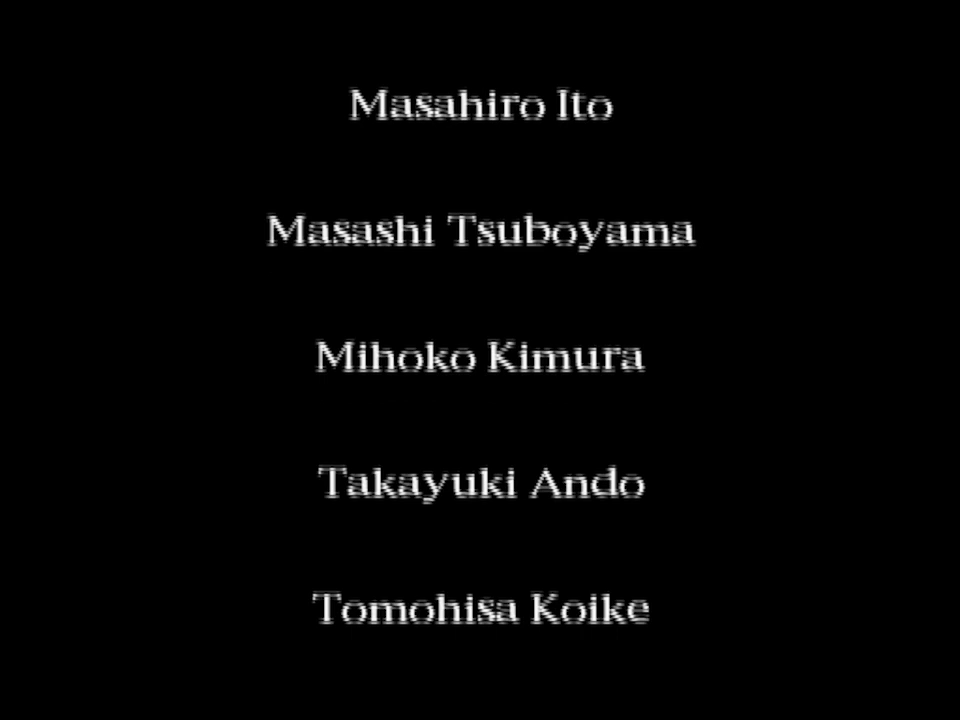 Masahiro Ito
Masashi Tsuboyama
Mihoko Kimura
Takayuki Ando
Tomohisa Koike